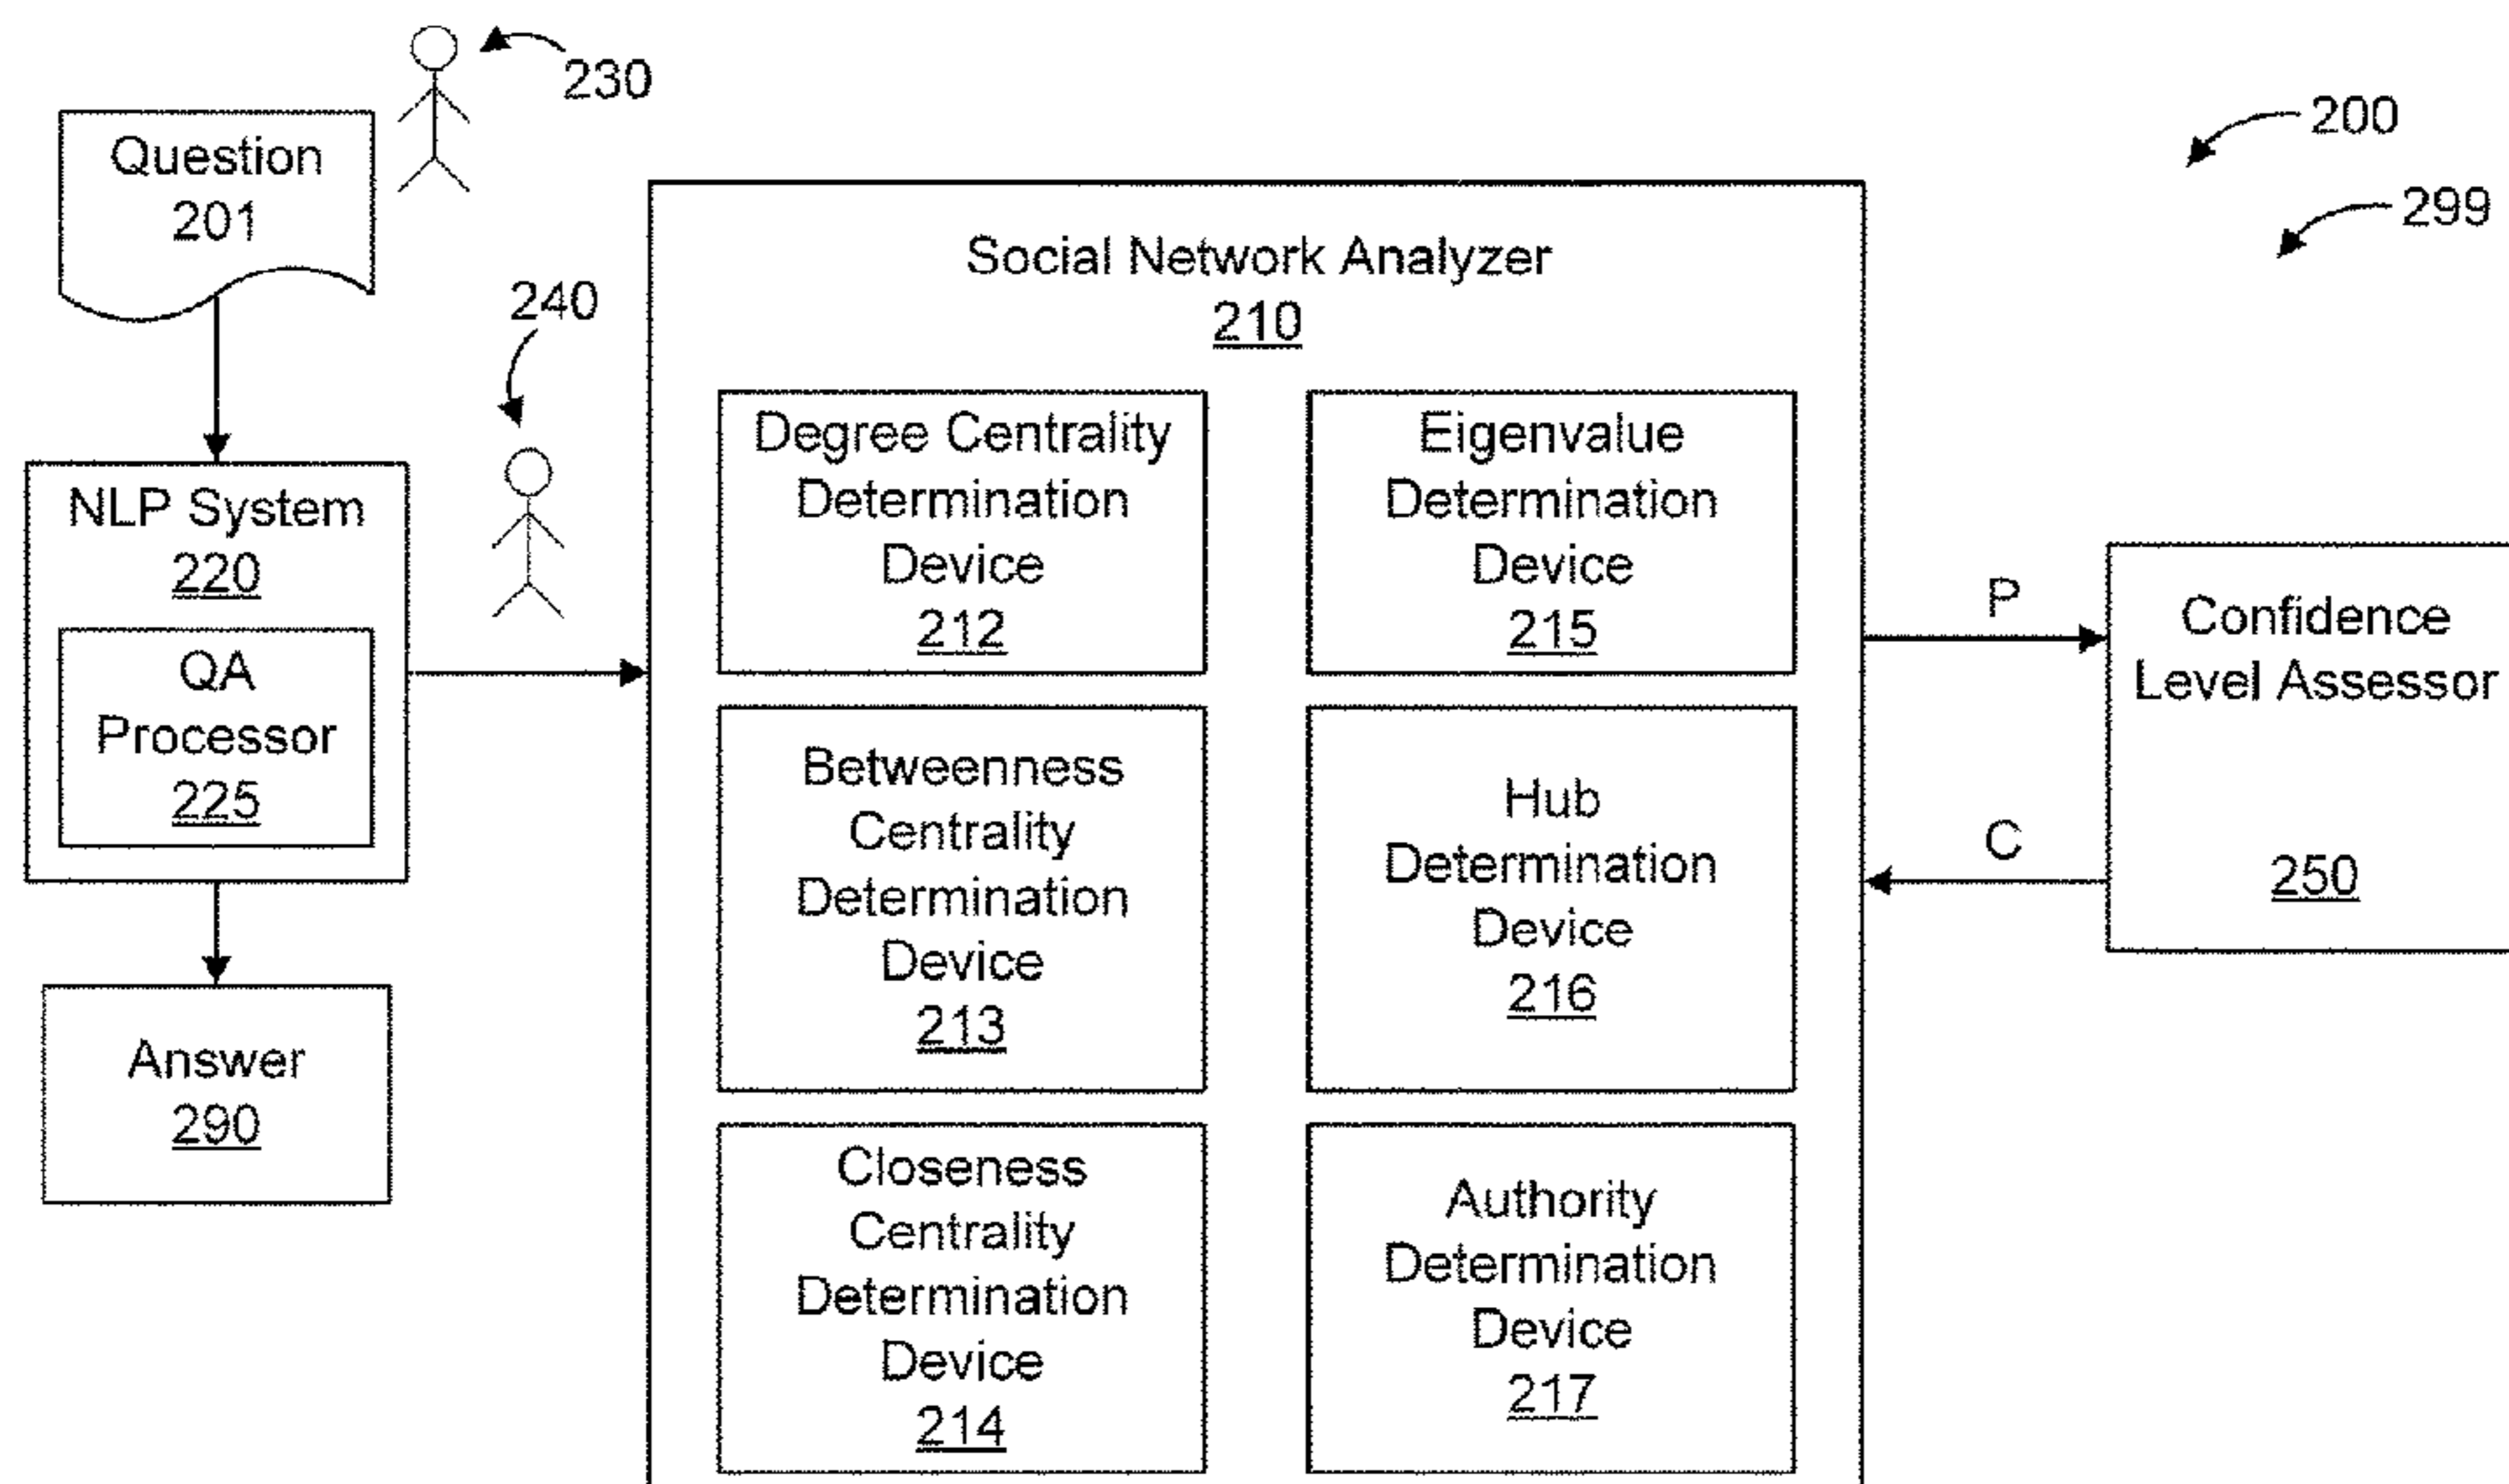 230
Question
201
200
299
240
Social Network Analyzer
210
NLP System
220
QA
Processor
225
Answer
290
Degree Centrality
Determination
Device
212
Eigenvalue
Determination
Device
215
Betweenness
Centrality
Determination
Device
213
Hub
Determination
Device
216
Closeness
Centrality
Determination
Device
214
Authority
Determination
Device
217
P
C
Confidence
Level Assessor
250